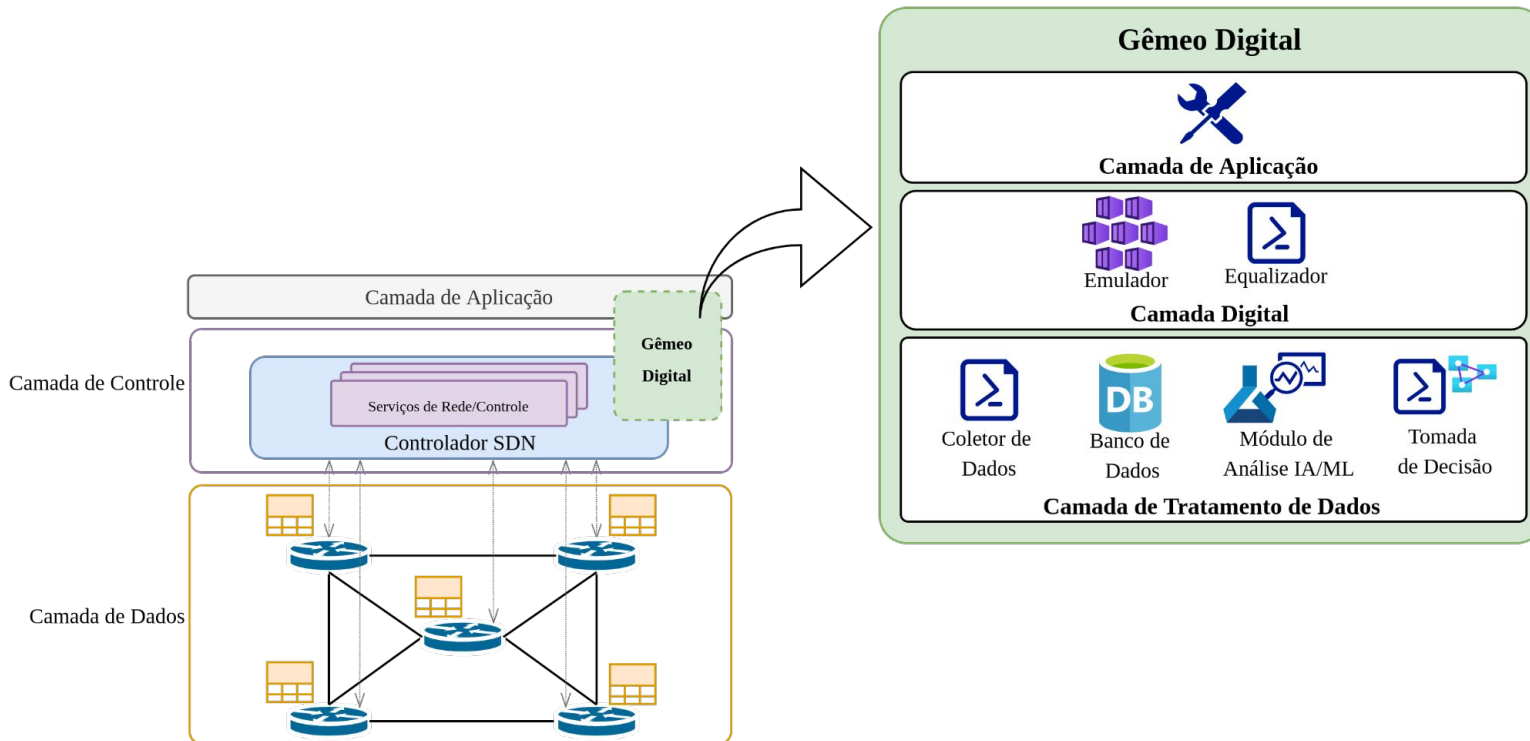 Gêmeo Digital
Camada de Aplicação
Emulador
Equalizador
Camada Digital
DB
Coletor de
Dados
Banco de
Dados
Módulo de
Análise IA/ML
Tomada
de Decisão
Camada de Tratamento de Dados
Camada de Aplicação
Gêmeo
Digital
Camada de Controle
Serviços de Rede/Controle
Controlador SDN
Camada de Dados